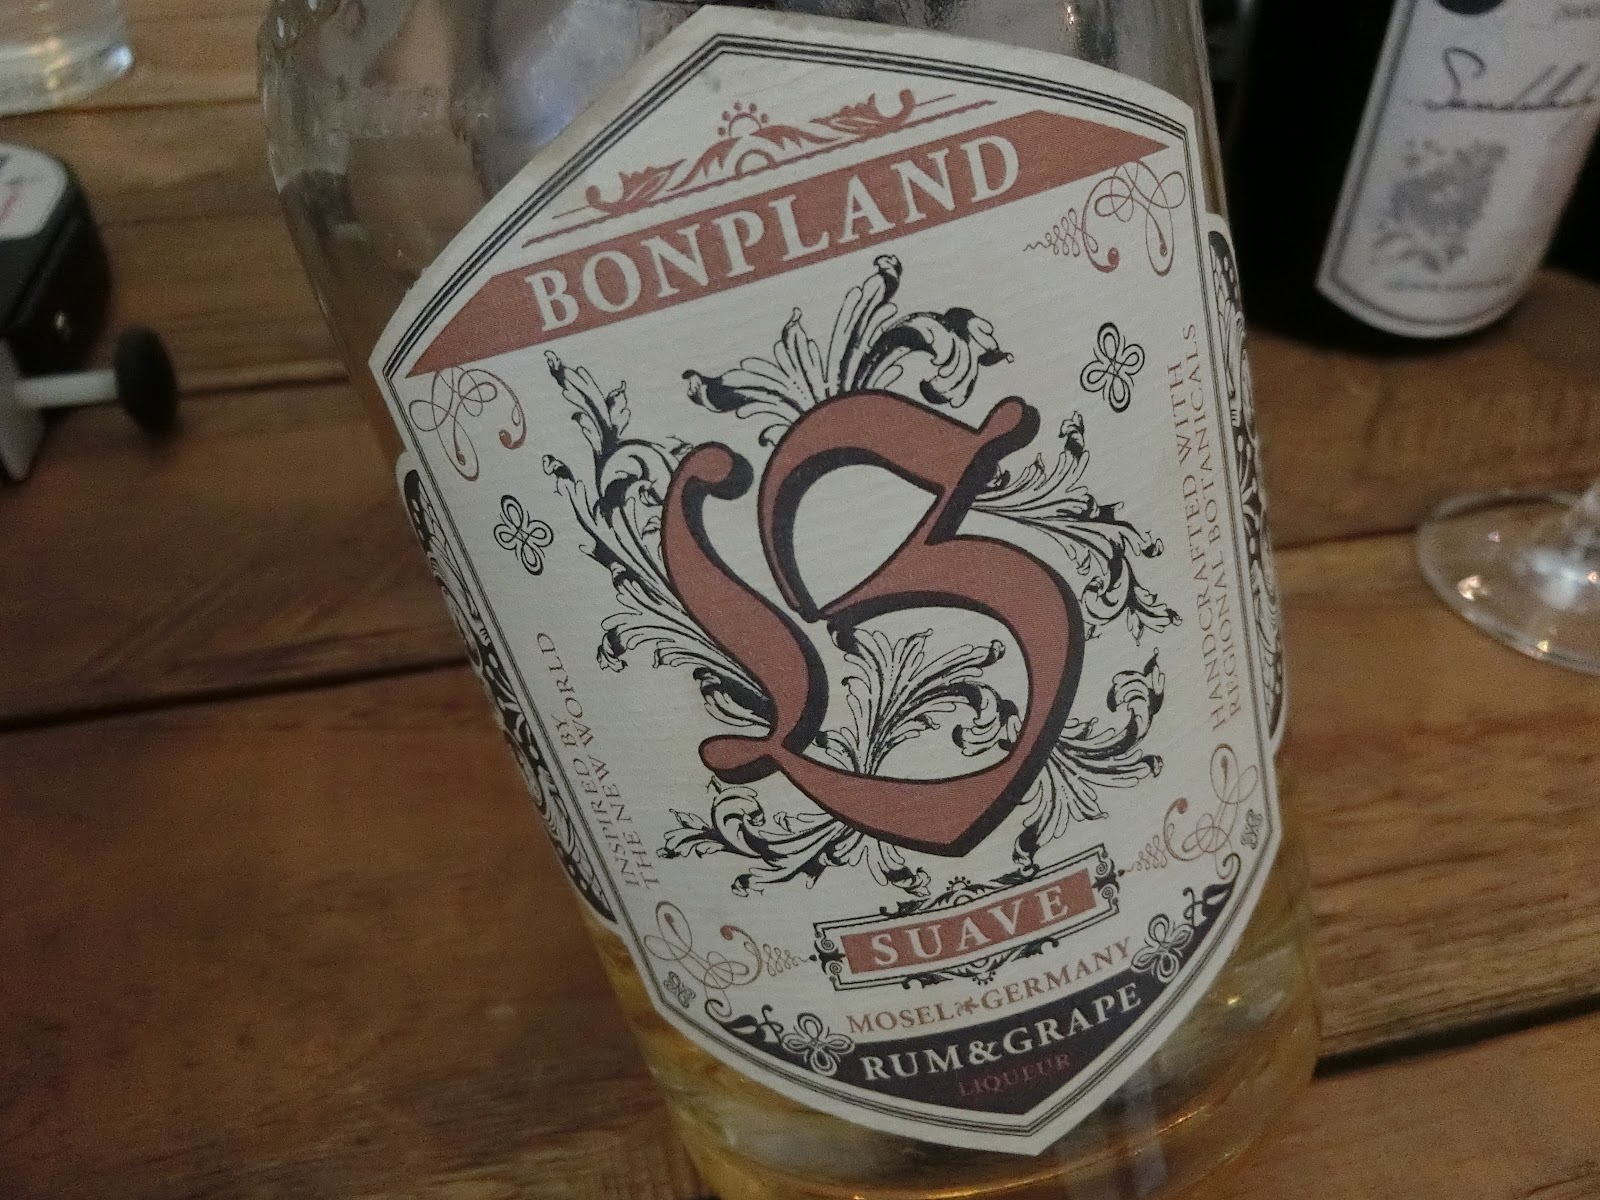 BONPLAND
B
INSPIRED BY
THE NEW WORLD
HANDCRAFTED WITH
REGIONAL BOTANICALS
SUAVE
MOSEL GERMANY
RUM&GRAPE
LIQUEUR